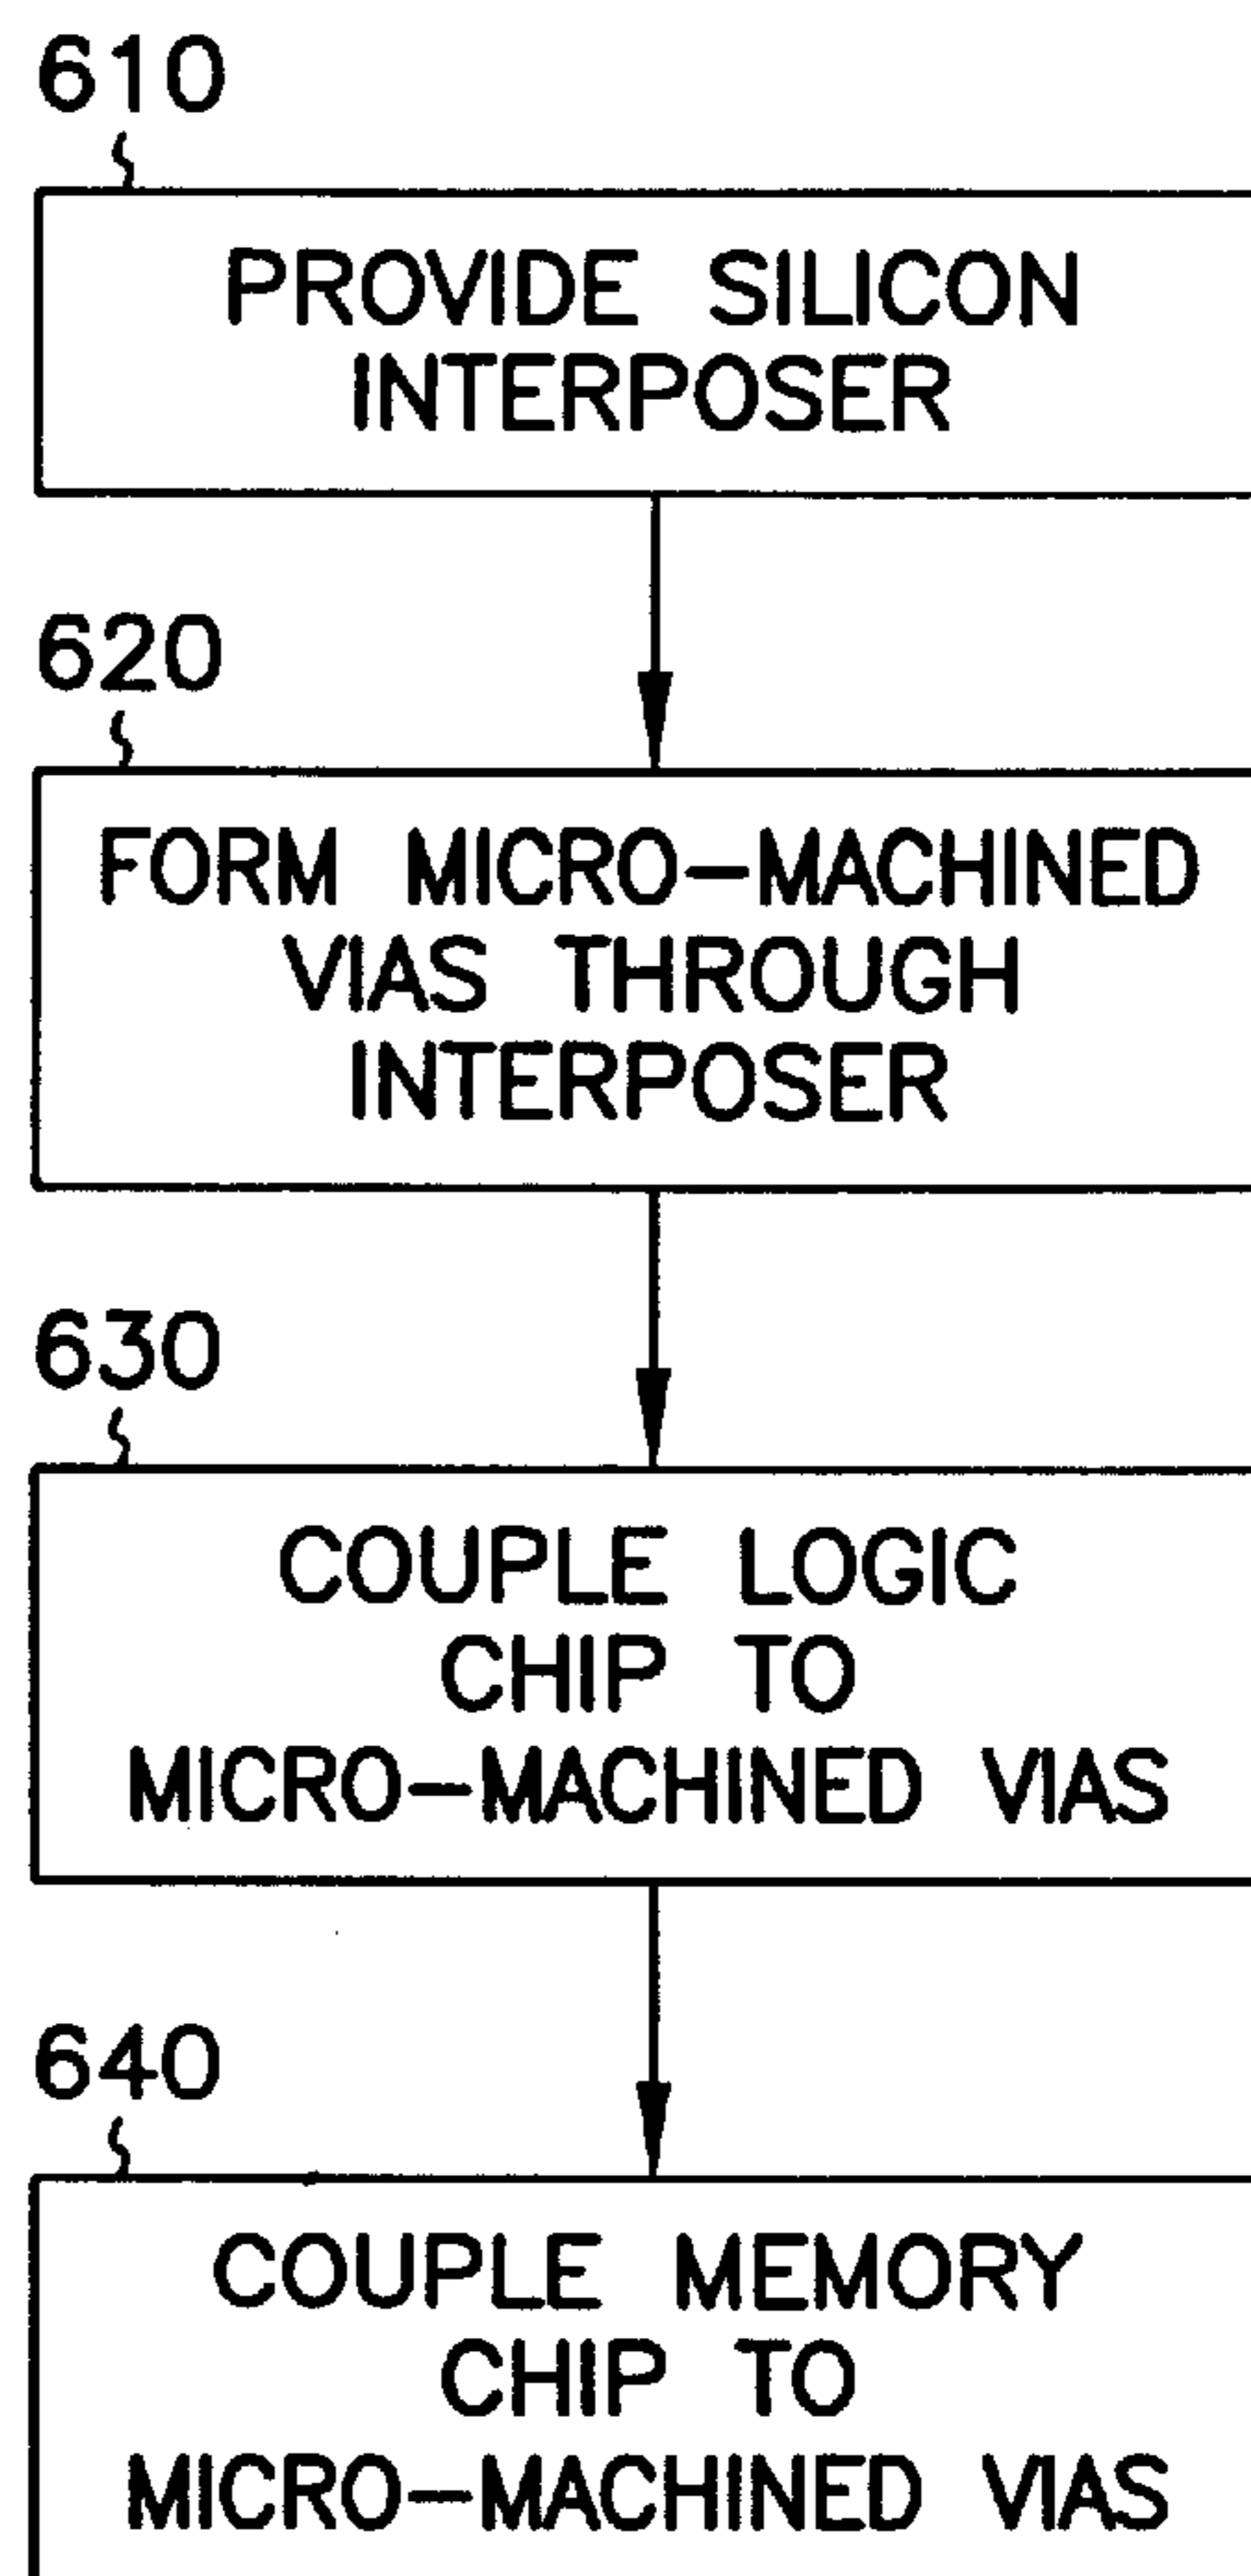 610
PROVIDE SILICON
INTERPOSER
620
FORM MICRO-MACHINED
VIAS THROUGH
INTERPOSER
630
COUPLE LOGIC
CHIP TO
MICRO-MACHINED VIAS
640
COUPLE MEMORY
CHIP TO
MICRO-MACHINED VIAS